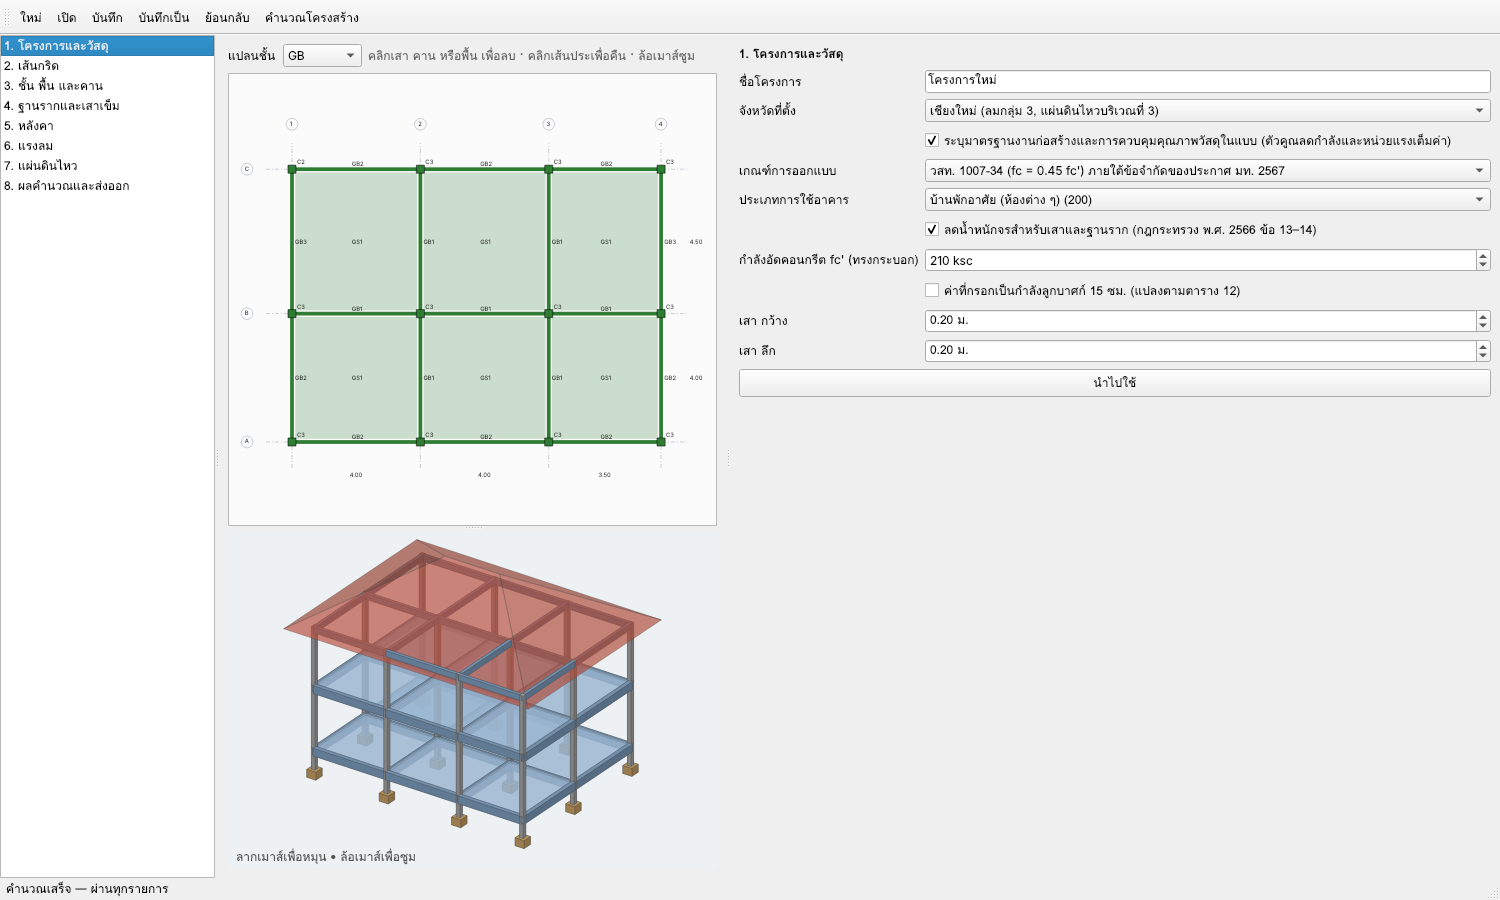 ใหม่ เปิด บันทึก บันทึกเป็น ย้อนกลับ คำนวณโครงสร้าง
1. โครงการและวัสดุ
2. เส้นกริด
3. ชั้น พื้น และคาน
4. ฐานรากและเสาเข็ม
5. หลังคา
6. แรงลม
7. แผ่นดินไหว
8. ผลคำนวณและส่งออก
แปลนชั้น GB คลิกเสา คาน หรือพื้น เพื่อลบ · คลิกเส้นประเพื่อคืน · ล้อเมาส์ซูม
1 2 3 4
C2 GB2 C3 GB2 C3 GB2 C3
C
GB3 GS1 GB1 GS1 GB1 GS1 GB3 4.50
C3 GB1 C3 GB1 C3 GB1 C3
B
GB2 GS1 GB1 GS1 GB1 GS1 GB2 4.00
C3 GB2 C3 GB2 C3 GB2 C3
A
4.00 4.00 3.50
ลากเมาส์เพื่อหมุน • ล้อเมาส์เพื่อซูม
1. โครงการและวัสดุ
ชื่อโครงการ โครงการใหม่
จังหวัดที่ตั้ง เชียงใหม่ (ลมกลุ่ม 3, แผ่นดินไหวบริเวณที่ 3)
ระบุมาตรฐานงานก่อสร้างและการควบคุมคุณภาพวัสดุในแบบ (ตัวคูณลดกำลังและหน่วยแรงเต็มค่า)
เกณฑ์การออกแบบ วสท. 1007-34 (fc = 0.45 fc') ภายใต้ข้อจำกัดของประกาศ มท. 2567
ประเภทการใช้อาคาร บ้านพักอาศัย (ห้องต่าง ๆ) (200)
ลดน้ำหนักจรสำหรับเสาและฐานราก (กฎกระทรวง พ.ศ. 2566 ข้อ 13–14)
กำลังอัดคอนกรีต fc' (ทรงกระบอก) 210 ksc
ค่าที่กรอกเป็นกำลังลูกบาศก์ 15 ซม. (แปลงตามตาราง 12)
เสา กว้าง 0.20 ม.
เสา ลึก 0.20 ม.
นำไปใช้
คำนวณเสร็จ — ผ่านทุกรายการ